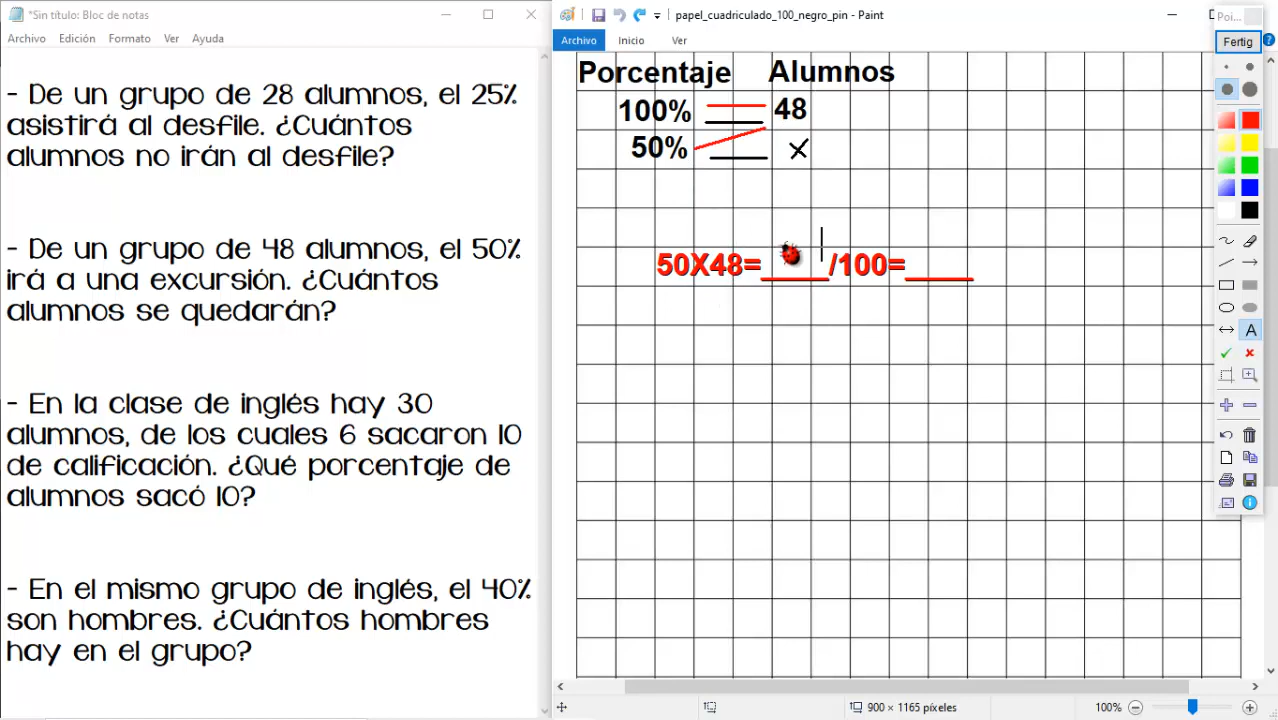 *Sin título: Bloc de notas
Archivo Edición Formato Ver Ayuda
- De un grupo de 28 alumnos, el 25%
asistirá al desfile. ¿Cuántos
alumnos no irán al desfile?
- De un grupo de 48 alumnos, el 50%
irá a una excursión. ¿Cuántos
alumnos se quedarán?
- En la clase de inglés hay 30
alumnos, de los cuales 6 sacaron 10
de calificación. ¿Qué porcentaje de
alumnos sacó 10?
- En el mismo grupo de inglés, el 40%
son hombres. ¿Cuántos hombres
hay en el grupo?
papel_cuadriculado_100_negro_pin - Paint
Archivo Inicio Ver
Porcentaje Alumnos
100% 48
50% X
50X48=______/100=______
900 × 1165 píxeles 100%
Poi...
Fertig
A